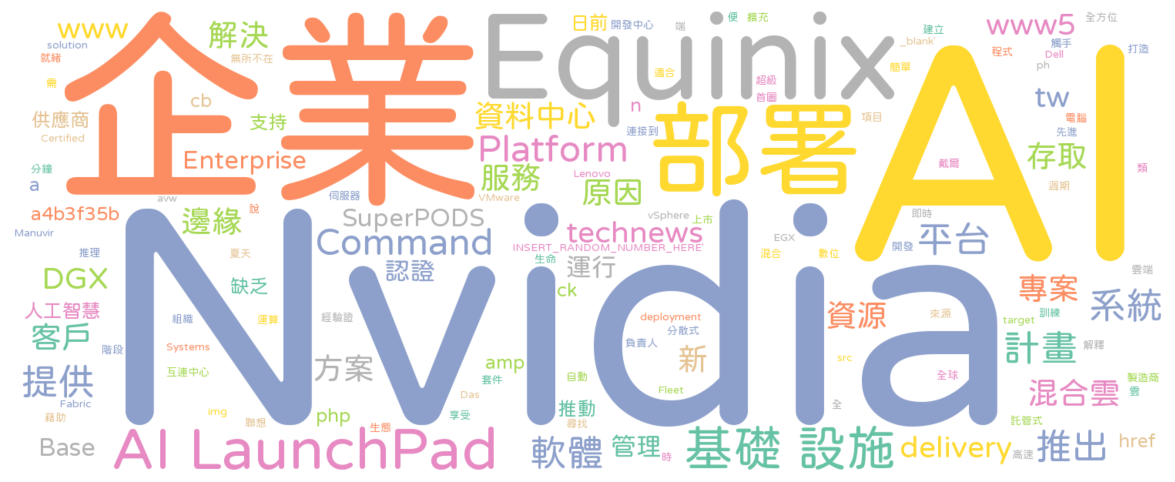 www
企業
Equinix
日前
開發中心
端
便
擴充
www5
全方位
建立
_blank'
觸手
打造
solution
解決
無所不在
就緒
程式
Dell
ph
簡單
AI
適合
超級
首圖
需
cb
n
tw
供應商
支持
資料中心
部署
項目
電腦
先進
Certified
連接到
Enterprise
Platform
存取
戴爾
類
分鐘
a
服務
Lenovo
原因
週期
伺服器
VMware
avw
a4b3f35b
說
邊緣
SuperPODS
vSphere
上市
即時
Manuvir
technews
Command
平台
EGX
INSERT_RANDOM_NUMBER_HERE'
開發
推理
夏天
生命
混合
數位
認證
運行
雲端
DGX
缺乏
ck
Nvidia
專案
人工智慧
系統
組織
運算
經驗證
deployment
資源
來源
訓練
target
客戶
分散式
負責人
階段
Systems
新
計畫
解釋
方案
amp
src
互連中心
套件
自動
全球
提供
製造商
Fleet
混合雲
雲
Das
Fabric
img
php
享受
推動
全
藉助
聯想
生態
尋找
託管式
Base
AI LaunchPad
軟體
管理
時
基礎 設施
delivery
高速
推出
href